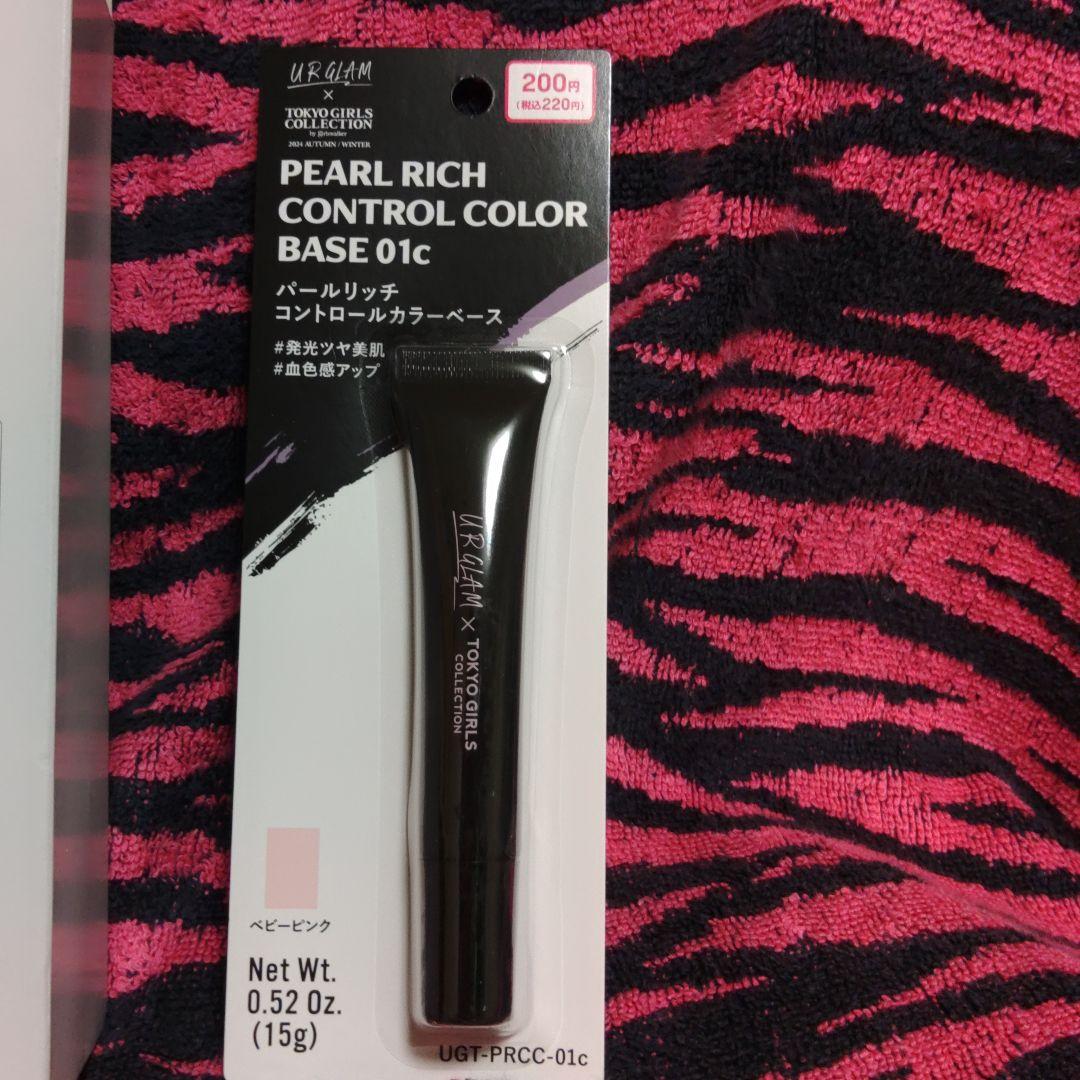 UR GLAM
×
TOKYO GIRLS
COLLECTION
by girlswalker
2024 AUTUMN / WINTER
200円
(税込220円)
PEARL RICH
CONTROL COLOR
BASE 01c
パールリッチ
コントロールカラーベース
#発光ツヤ美肌
#血色感アップ
UR GLAM × TOKYO GIRLS
COLLECTION
ベビーピンク
Net Wt.
0.52 Oz.
(15g)
UGT-PRCC-01c